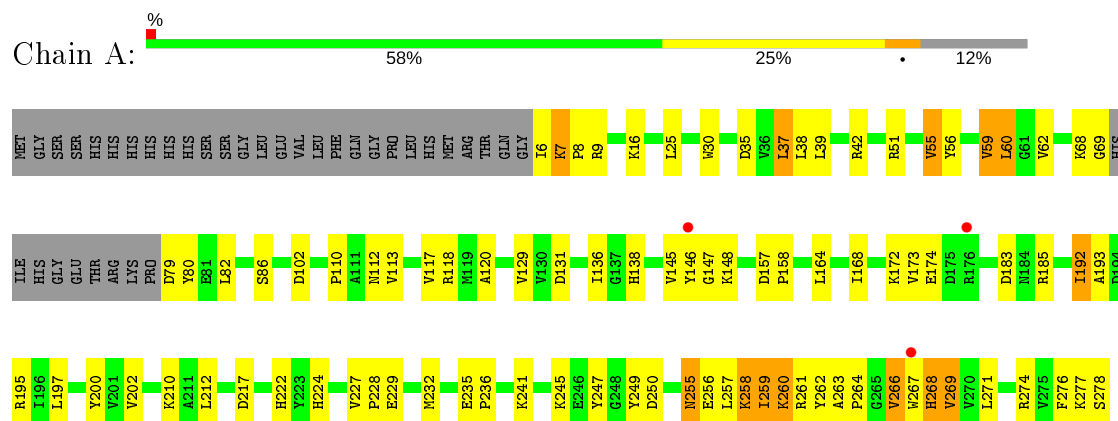 %
Chain A:
58% 25% • 12%
MET GLY SER SER HIS HIS HIS HIS HIS HIS SER SER GLY LEU GLU VAL LEU PHE GLN GLY PRO LEU HIS MET ARG THR GLN GLY I6 K7 P8 R9 K16 L25 W30 D35 V36 L37 L38 L39 R42 R51 V55 Y56 V59 L60 G61 V62 K68 G69 HIS
ILE HIS GLY GLU THR ARG LYS PRO D79 Y80 E81 L82 S86 D102 P110 A111 N112 V113 V117 R118 M119 A120 V129 V130 D131 I136 G137 H138 V145 Y146 G147 K148 D157 P158 L164 I168 K172 V173 E174 D175 R176 D183 N184 R185 I192 A193 D194
R195 I196 L197 Y200 V201 V202 K210 A211 L212 D217 H222 Y223 H224 V227 P228 E229 M232 E235 P236 K241 K245 E246 Y247 G248 Y249 D250 N255 E256 L257 K258 I259 K260 R261 Y262 A263 P264 G265 V266 W267 H268 V269 V270 L271 R274 V275 F276 K277 S278